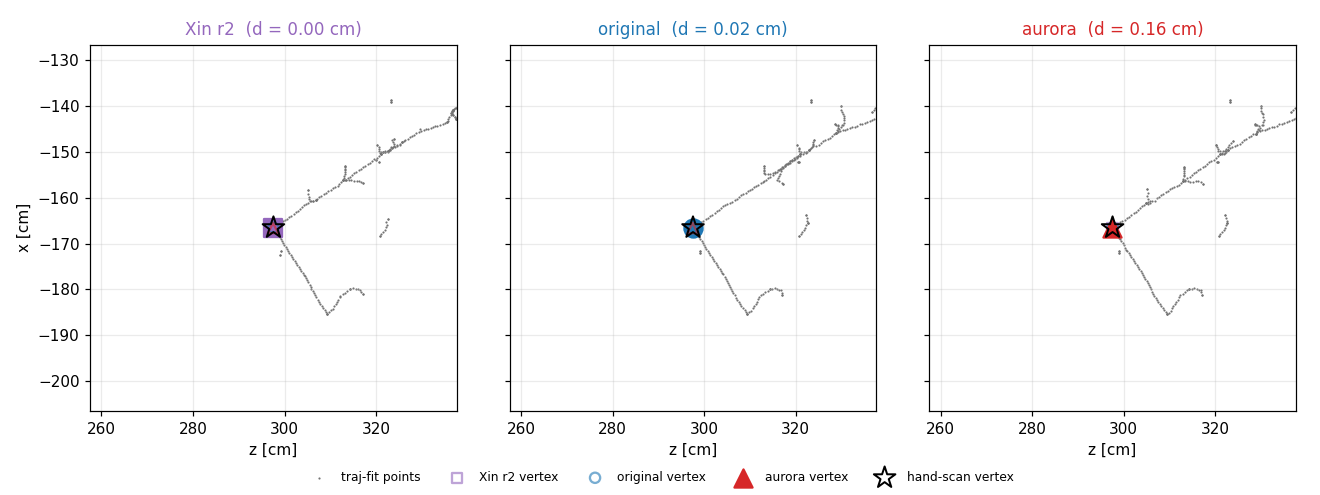 Xin r2  (d = 0.00 cm)
original  (d = 0.02 cm)
aurora  (d = 0.16 cm)
x [cm]
−130
−140
−150
−160
−170
−180
−190
−200
260 280 300 320
260 280 300 320
260 280 300 320
z [cm]
z [cm]
z [cm]
traj-fit points
Xin r2 vertex
original vertex
aurora vertex
hand-scan vertex